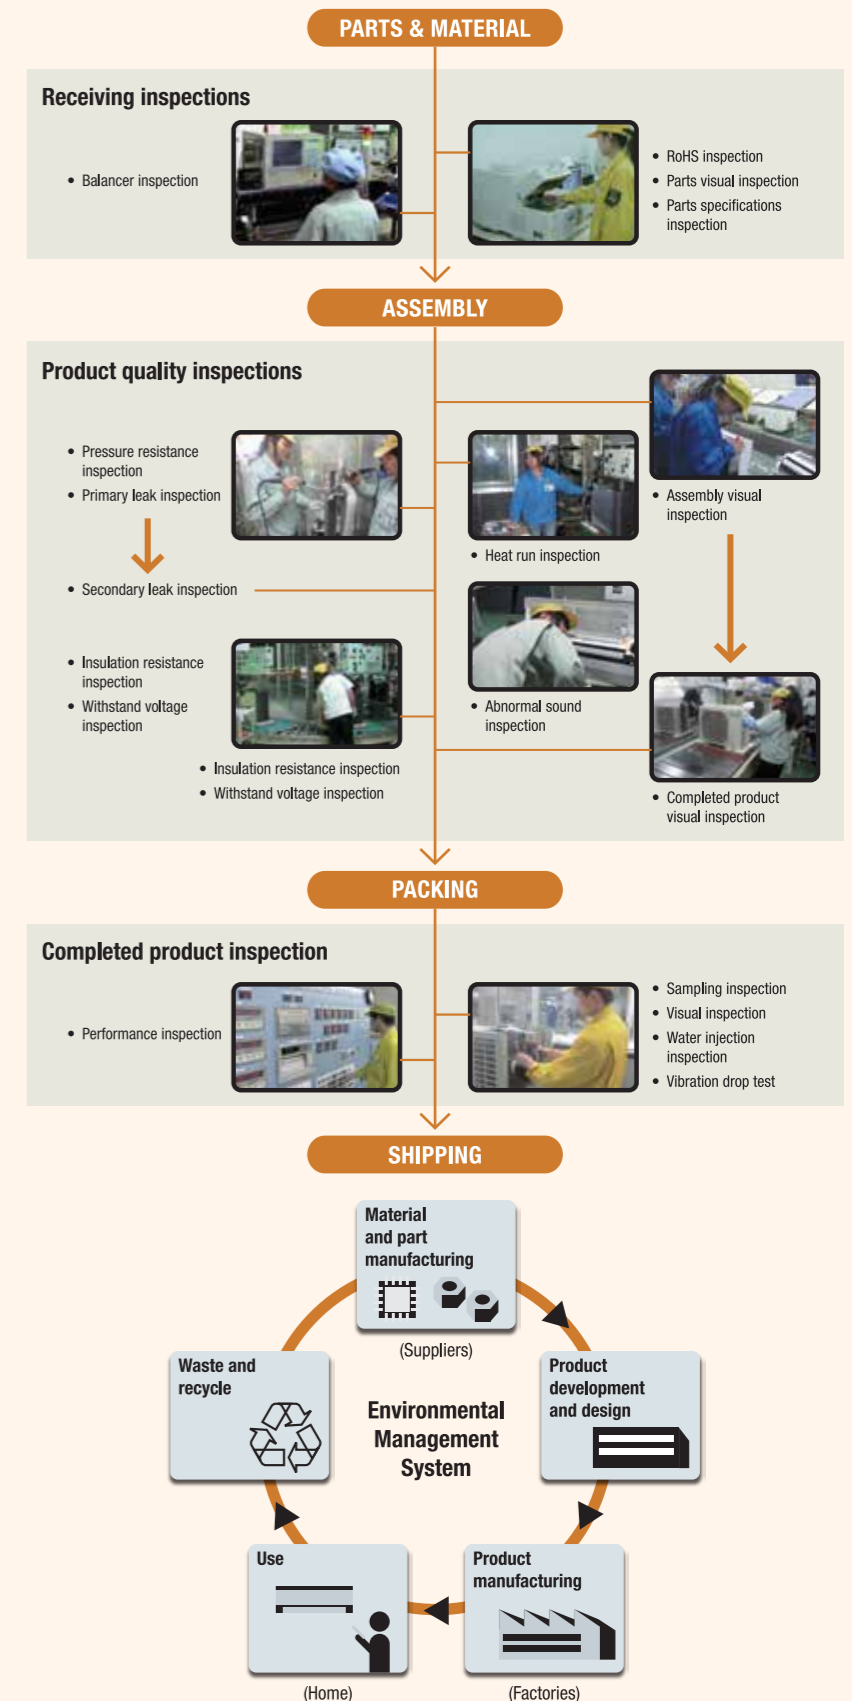 PARTS & MATERIAL
Receiving inspections
• Balancer inspection
• RoHS inspection
• Parts visual inspection
• Parts specifications
inspection
ASSEMBLY
Product quality inspections
• Pressure resistance
inspection
• Primary leak inspection
• Secondary leak inspection
• Insulation resistance
inspection
• Withstand voltage
inspection
• Insulation resistance inspection
• Withstand voltage inspection
• Heat run inspection
• Abnormal sound
inspection
• Assembly visual
inspection
• Completed product
visual inspection
PACKING
Completed product inspection
• Performance inspection
• Sampling inspection
• Visual inspection
• Water injection
inspection
• Vibration drop test
SHIPPING
Material
and part
manufacturing
(Suppliers)
Waste and
recycle
Environmental
Management
System
Product
development
and design
Use
(Home)
Product
manufacturing
(Factories)